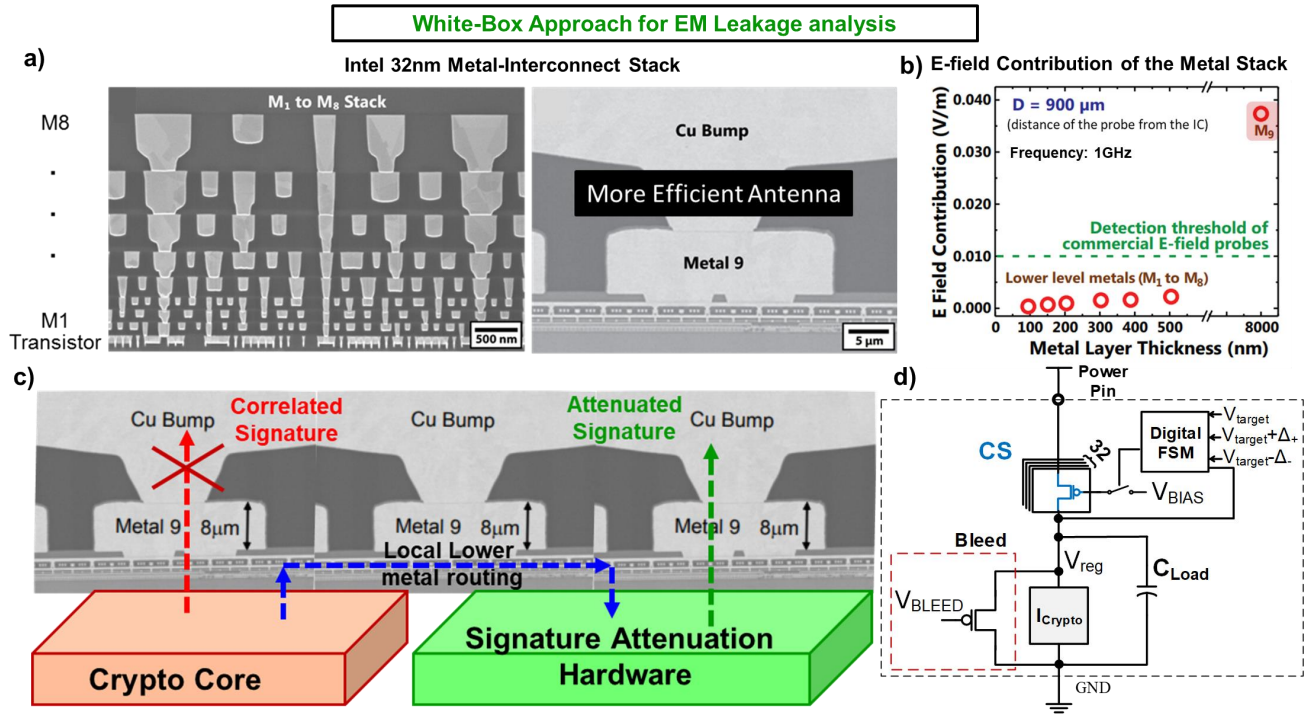 White-Box Approach for EM Leakage analysis
a)
Intel 32nm Metal-Interconnect Stack
M1 to M8 Stack
M8
.
.
.
M1
Transistor
500 nm
Cu Bump
More Efficient Antenna
Metal 9
5 μm
b)
E-field Contribution of the Metal Stack
E Field Contribution (V/m)
0.040
0.030
0.020
0.010
0.000
D = 900 μm
(distance of the probe from the IC)
Frequency: 1GHz
M9
Detection threshold of
commercial E-field probes
Lower level metals (M1 to M8)
0 100 200 300 400 500 8000
Metal Layer Thickness (nm)
c)
Cu Bump
Correlated
Signature
Metal 9 8μm
Cu Bump
Metal 9 8μm
Attenuated
Signature
Cu Bump
Metal 9 8μm
Local Lower
metal routing
Crypto Core
Signature Attenuation
Hardware
d)
Power
Pin
CS
32
Digital
FSM
Vtarget
Vtarget+Δ+
Vtarget-Δ-
VBIAS
Bleed
VBLEED
Vreg
ICrypto
CLoad
GND